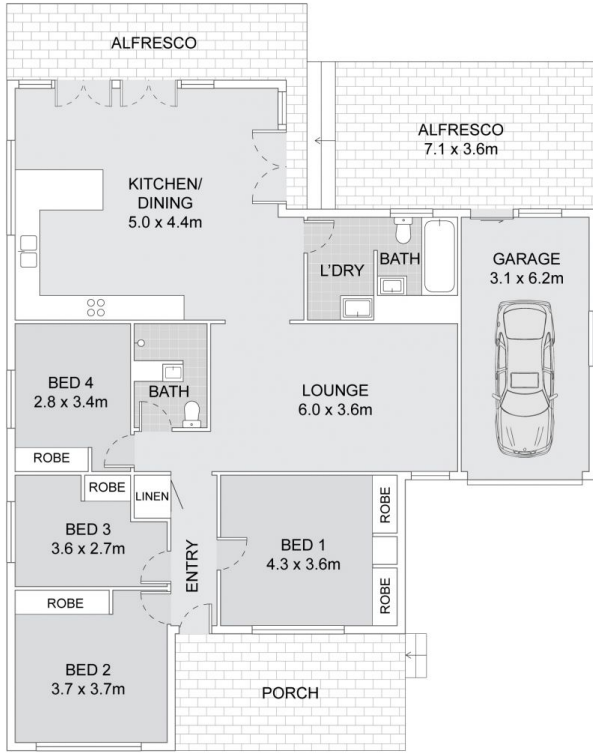 ALFRESCO
ALFRESCO
7.1 x 3.6m
KITCHEN/
DINING
5.0 x 4.4m
L'DRY
BATH
GARAGE
3.1 x 6.2m
BED 4
2.8 x 3.4m
BATH
LOUNGE
6.0 x 3.6m
ROBE
ROBE
LINEN
ROBE
BED 3
3.6 x 2.7m
ENTRY
BED 1
4.3 x 3.6m
ROBE
ROBE
BED 2
3.7 x 3.7m
PORCH